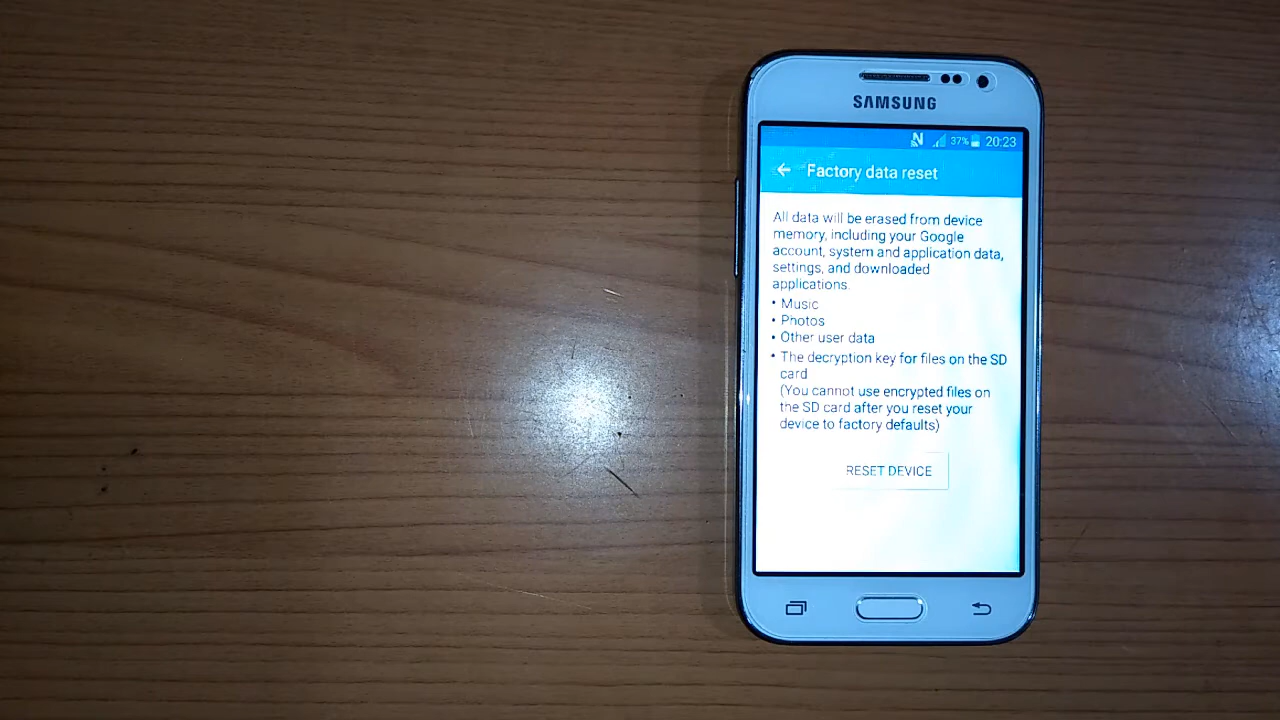 SAMSUNG
N 37% 20:23
Factory data reset
All data will be erased from device
memory, including your Google
account, system and application data,
settings, and downloaded
applications.
• Music
• Photos
• Other user data
• The decryption key for files on the SD
card
(You cannot use encrypted files on
the SD card after you reset your
device to factory defaults)
RESET DEVICE